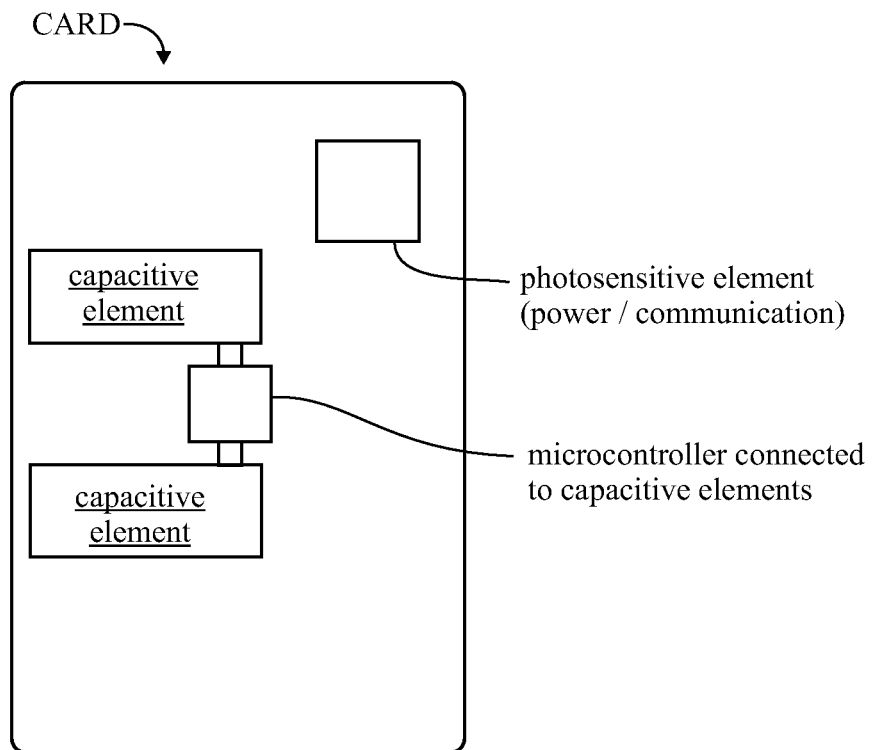 CARD
photosensitive element
(power / communication)
capacitive
element
microcontroller connected
to capacitive elements
capacitive
element